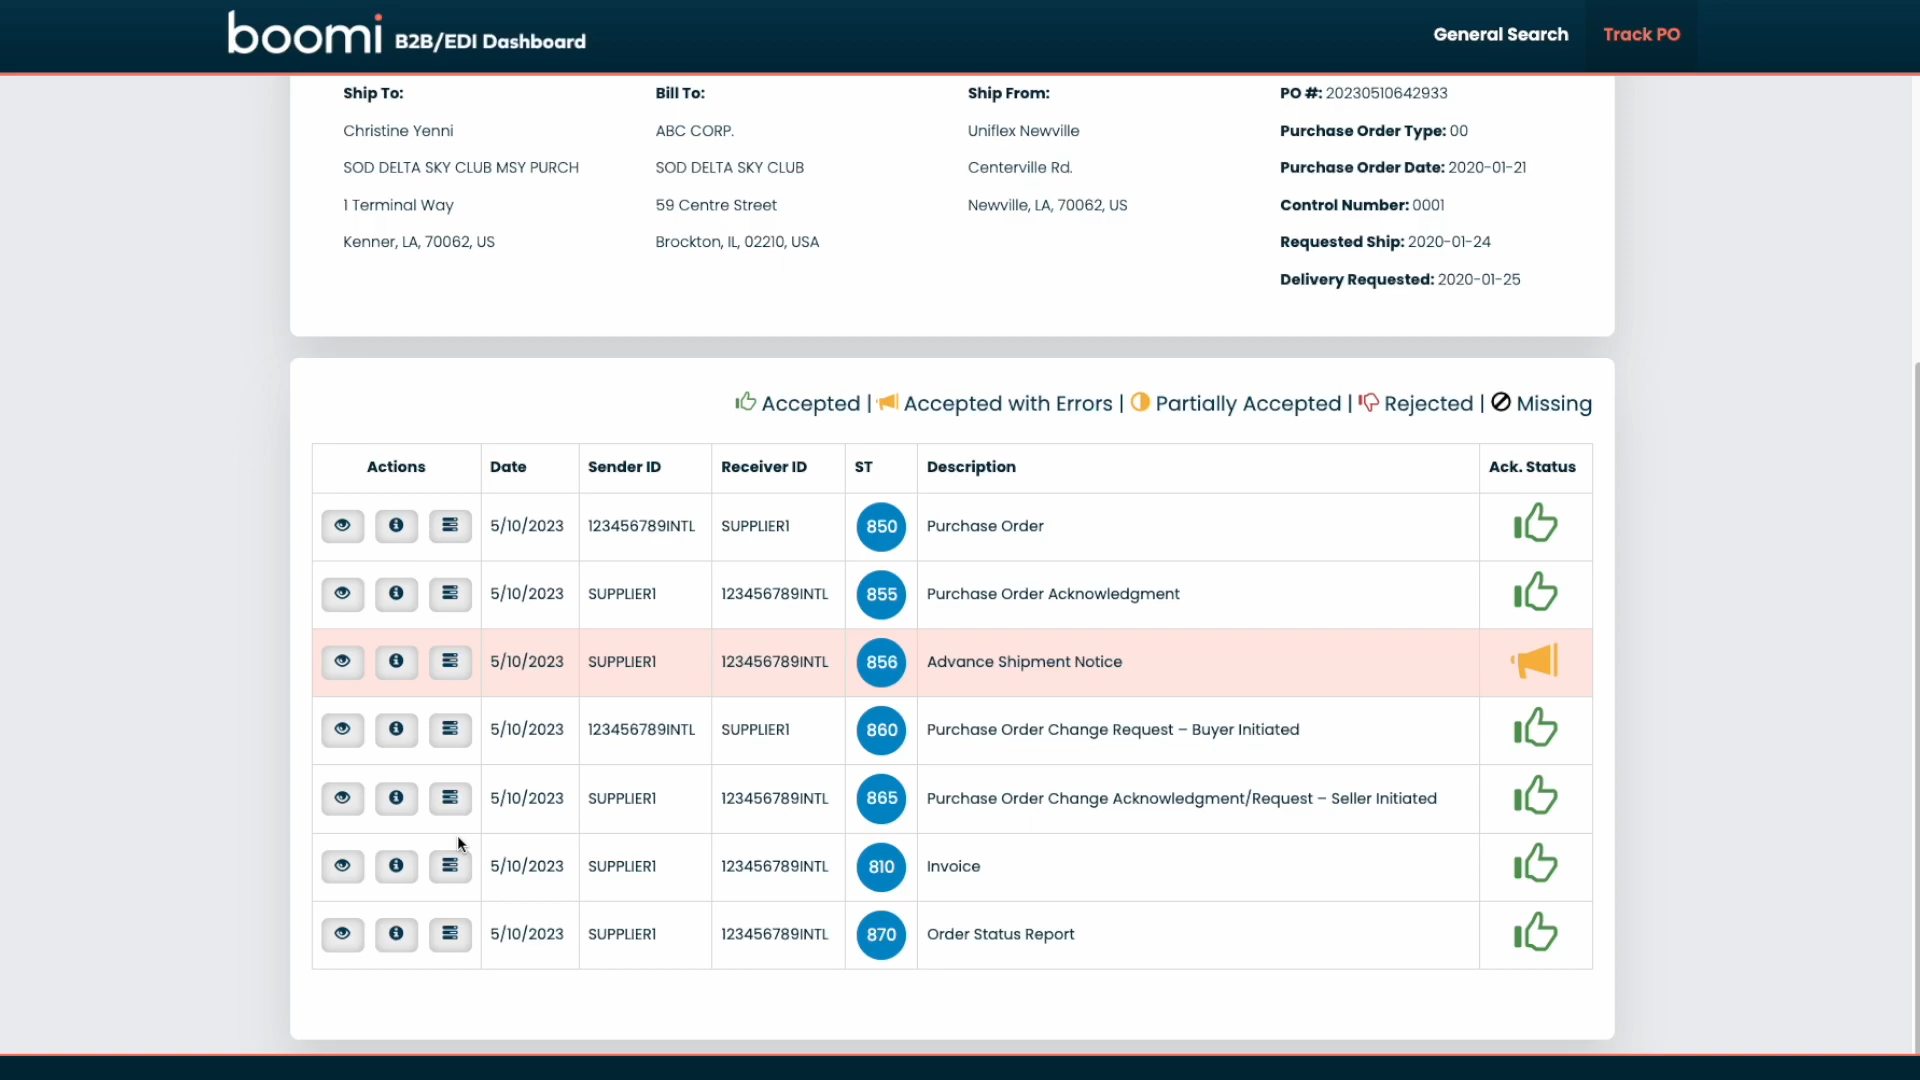 boomi B2B/EDI Dashboard
General Search Track PO
Ship To: Bill To: Ship From: PO #: 20230510642933
Christine Yenni ABC CORP. Uniflex Newville Purchase Order Type: 00
SOD DELTA SKY CLUB MSY PURCH SOD DELTA SKY CLUB Centerville Rd. Purchase Order Date: 2020-01-21
1 Terminal Way 59 Centre Street Newville, LA, 70062, US Control Number: 0001
Kenner, LA, 70062, US Brockton, IL, 02210, USA Requested Ship: 2020-01-24
Delivery Requested: 2020-01-25
Accepted | Accepted with Errors | Partially Accepted | Rejected | Missing
Actions Date Sender ID Receiver ID ST Description Ack. Status
5/10/2023 123456789INTL SUPPLIER1 850 Purchase Order
5/10/2023 SUPPLIER1 123456789INTL 855 Purchase Order Acknowledgment
5/10/2023 SUPPLIER1 123456789INTL 856 Advance Shipment Notice
5/10/2023 123456789INTL SUPPLIER1 860 Purchase Order Change Request – Buyer Initiated
5/10/2023 SUPPLIER1 123456789INTL 865 Purchase Order Change Acknowledgment/Request – Seller Initiated
5/10/2023 SUPPLIER1 123456789INTL 810 Invoice
5/10/2023 SUPPLIER1 123456789INTL 870 Order Status Report